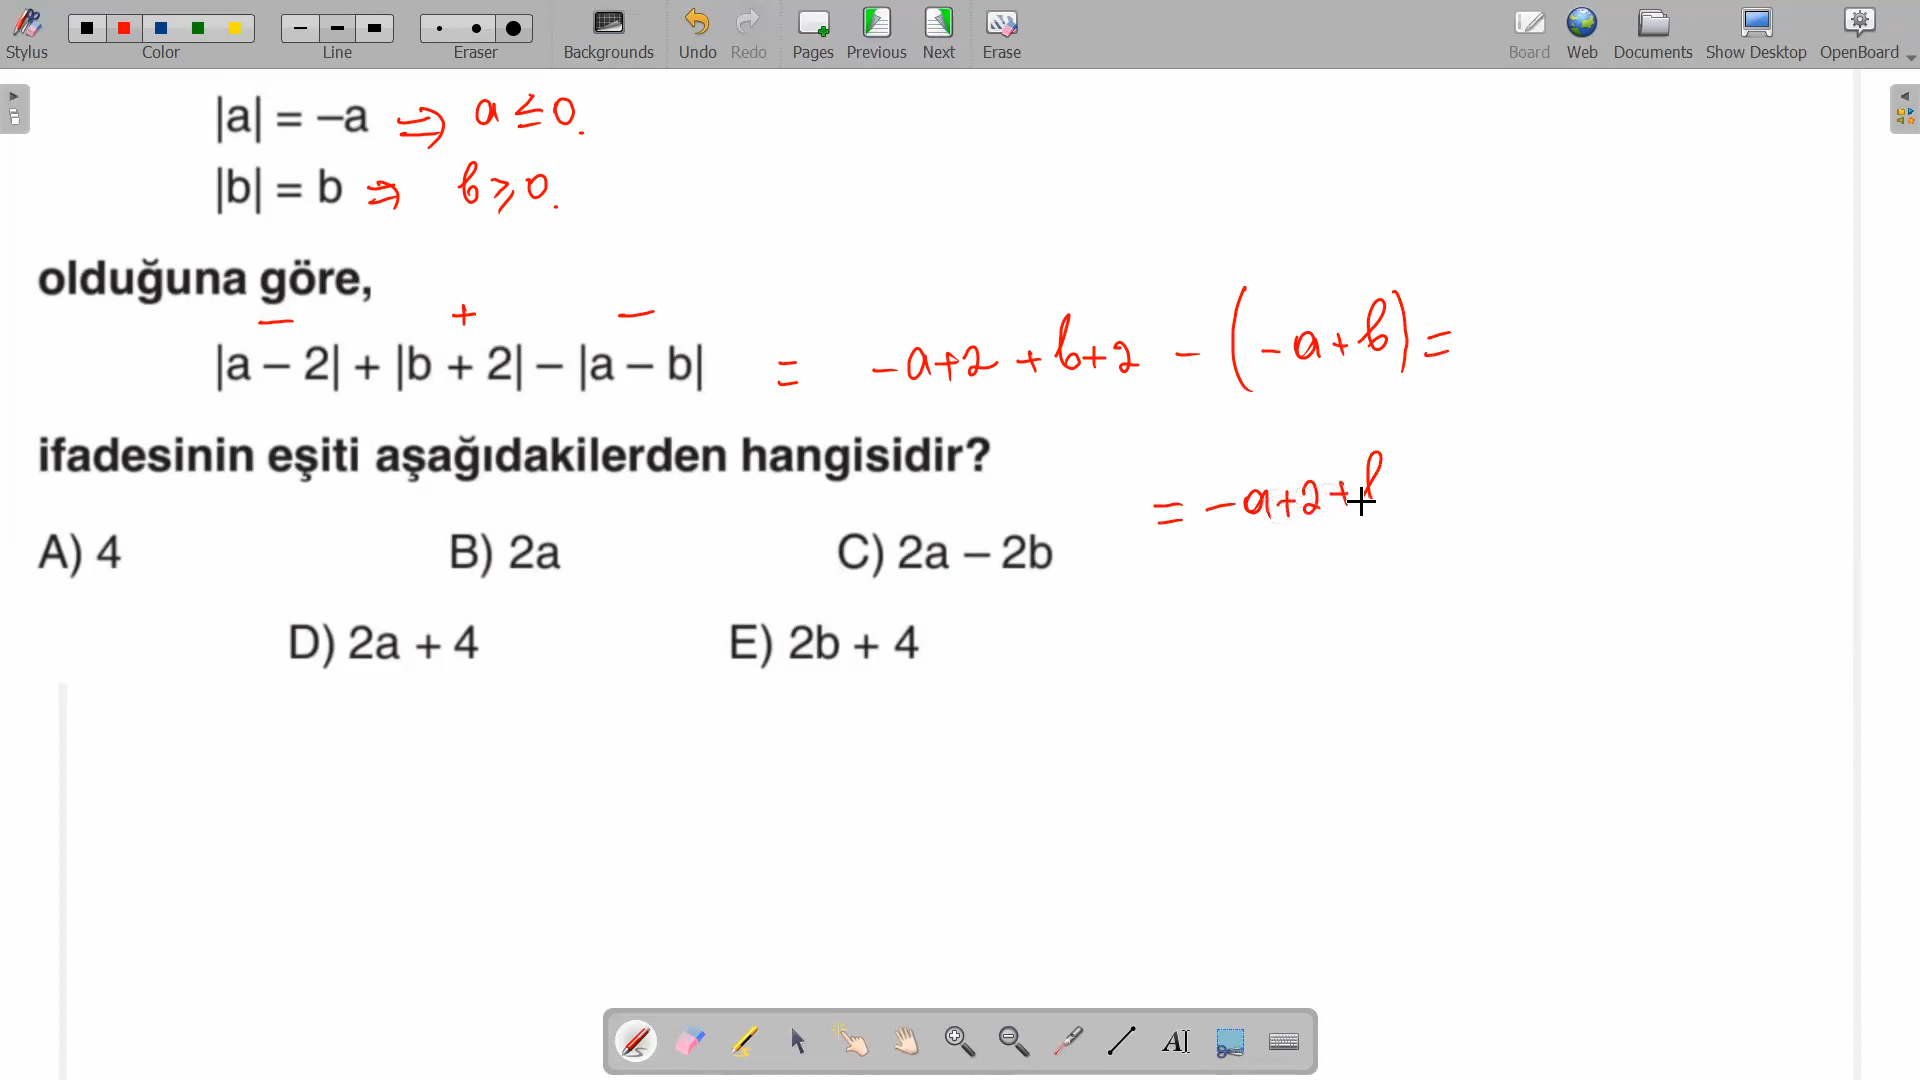 Stylus Color Line Eraser Backgrounds Undo Redo Pages Previous Next Erase Board Web Documents Show Desktop OpenBoard
|a| = –a ⇒ a ≤ 0.
|b| = b ⇒ b ≥ 0.
olduğuna göre,
– + –
|a – 2| + |b + 2| – |a – b| = -a+2 +b+2 - (-a+b) =
ifadesinin eşiti aşağıdakilerden hangisidir?
= -a+2+b
A) 4 B) 2a C) 2a – 2b
D) 2a + 4 E) 2b + 4
AI